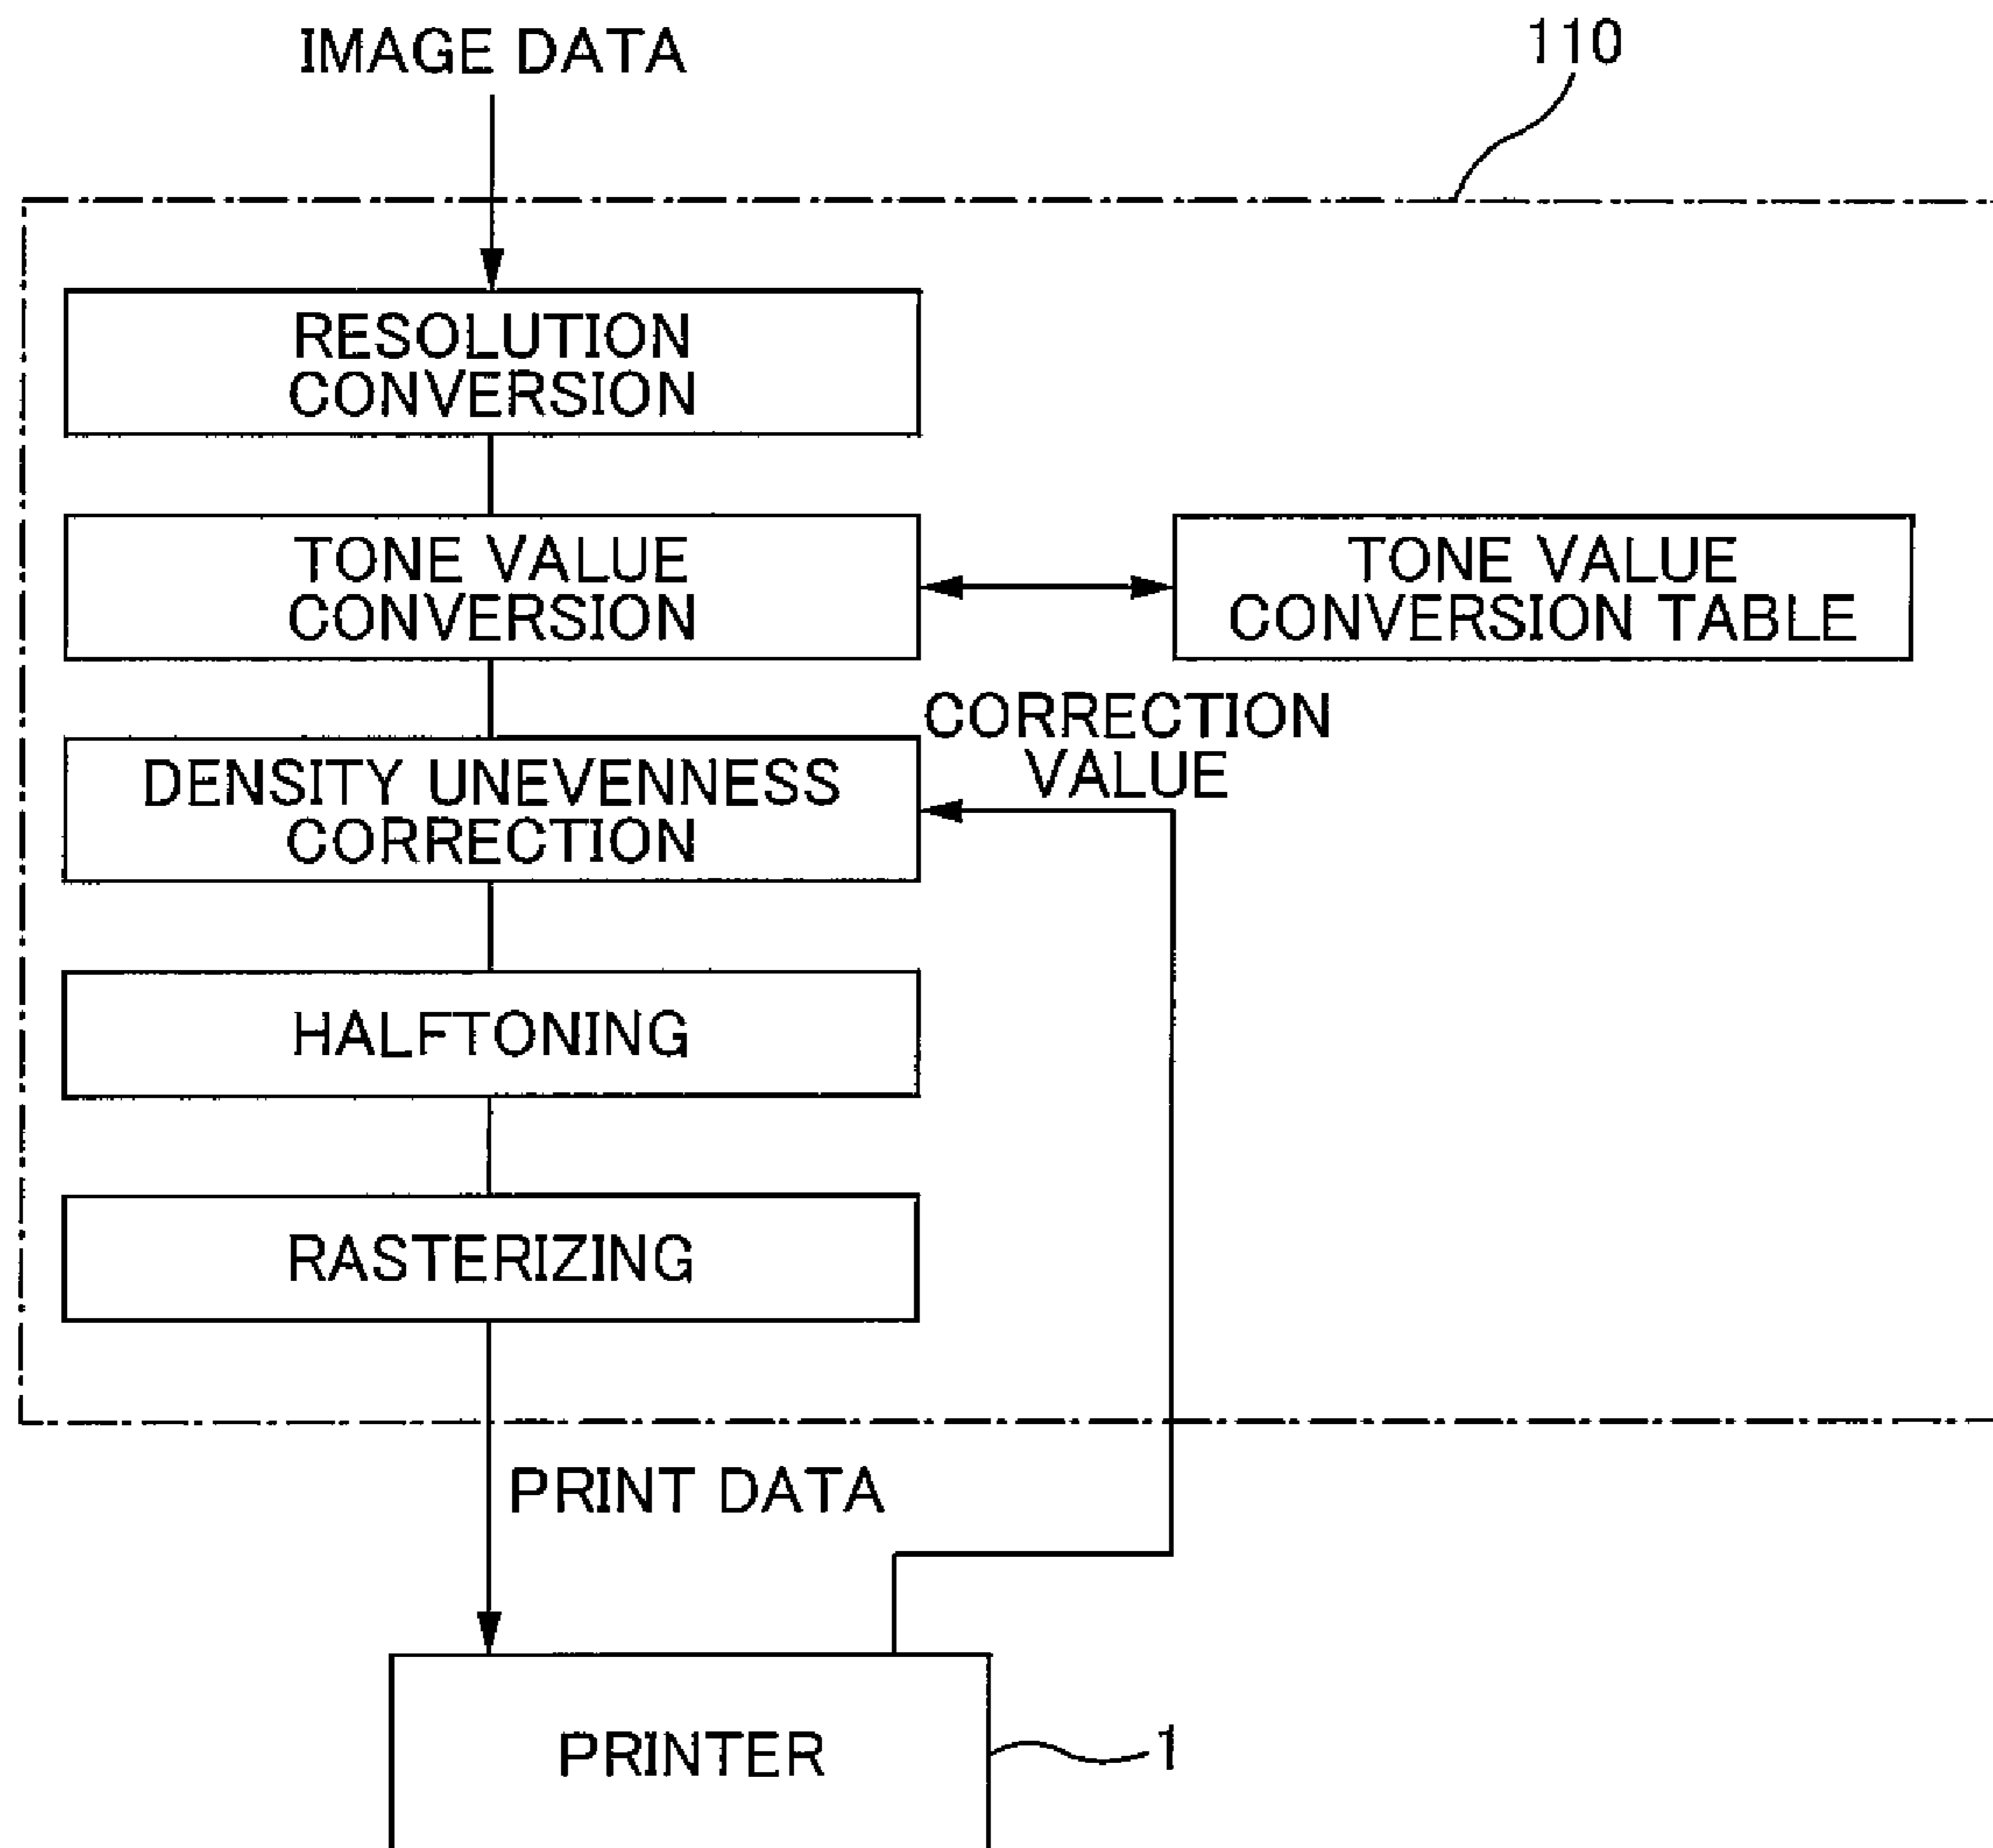 IMAGE DATA
110
RESOLUTION
CONVERSION
TONE VALUE
CONVERSION
TONE VALUE
CONVERSION TABLE
CORRECTION
VALUE
DENSITY UNEVENNESS
CORRECTION
HALFTONING
RASTERIZING
PRINT DATA
PRINTER
1